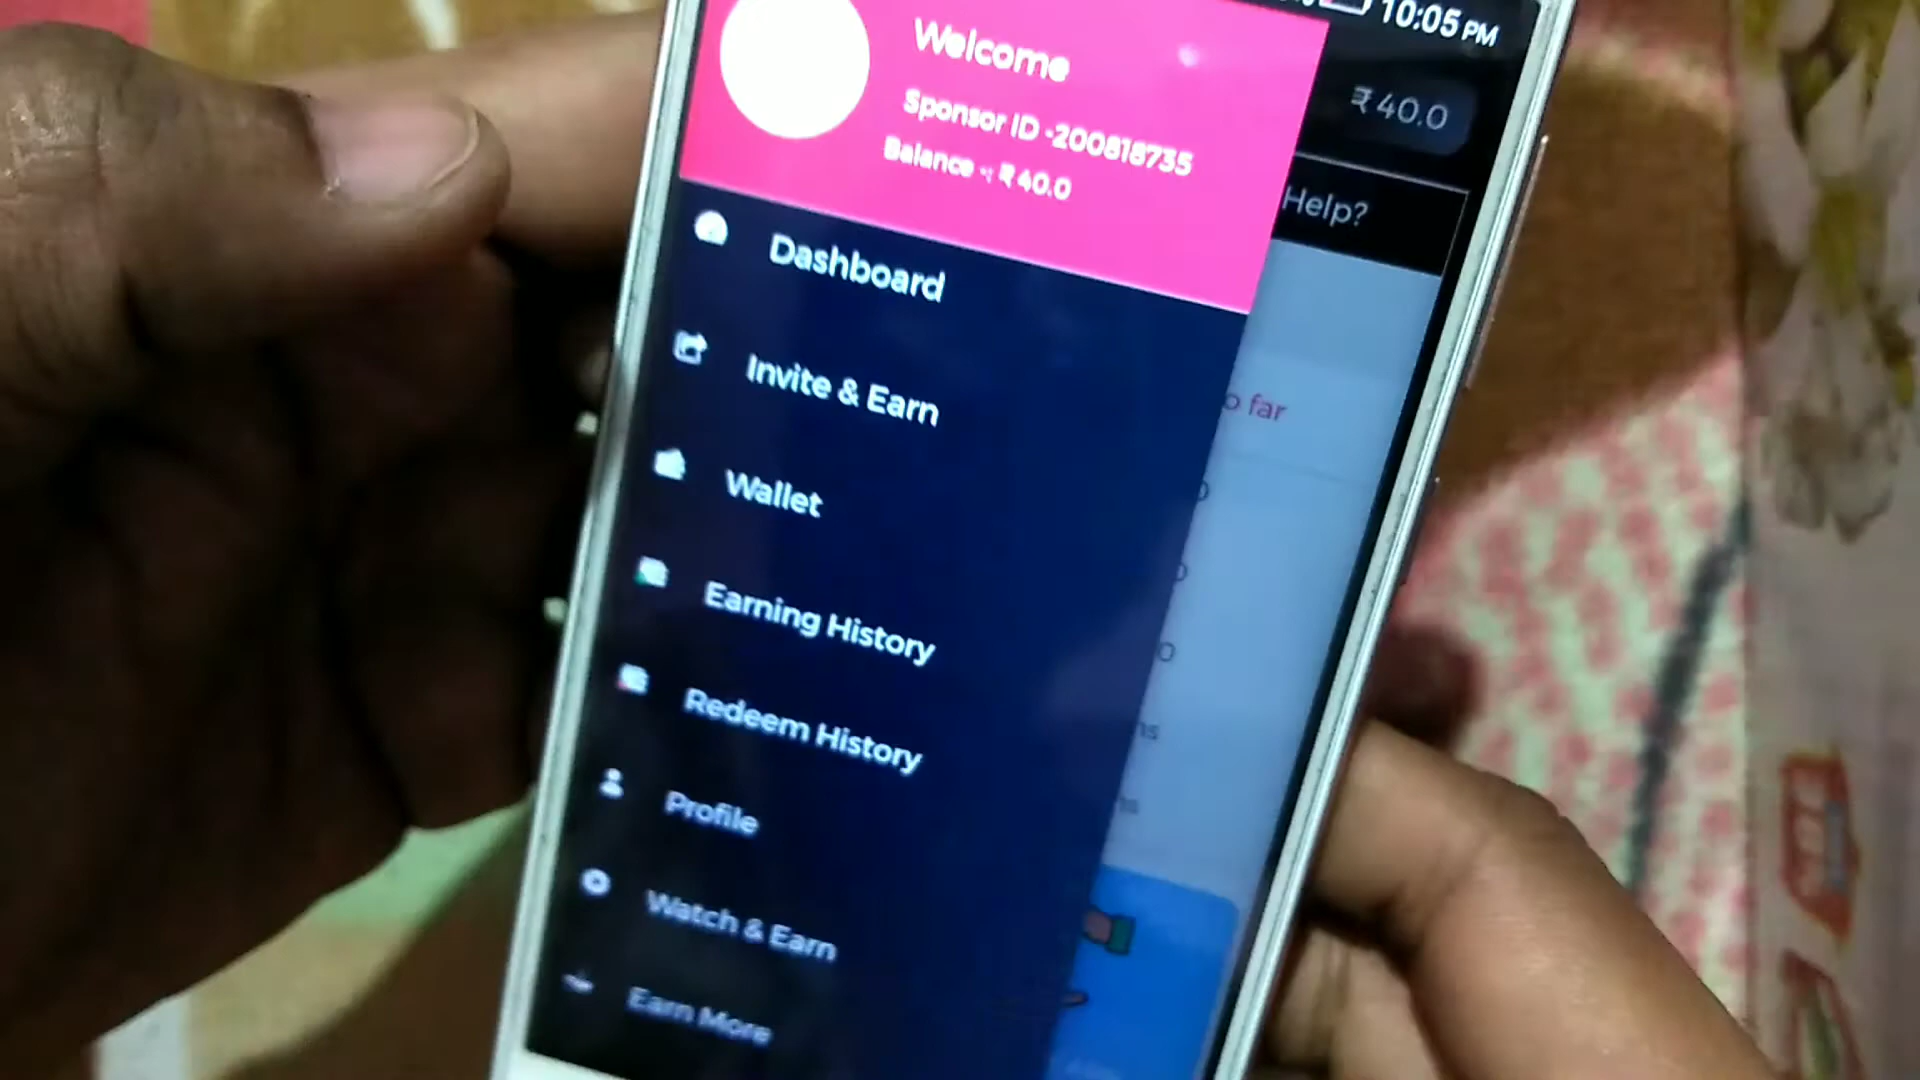 10:05 PM
Welcome
₹ 40.0
Sponsor ID -200818735
Balance - ₹ 40.0
Help?
Dashboard
Invite & Earn
o far
Wallet
Earning History
Redeem History
Profile
Watch & Earn
Earn More